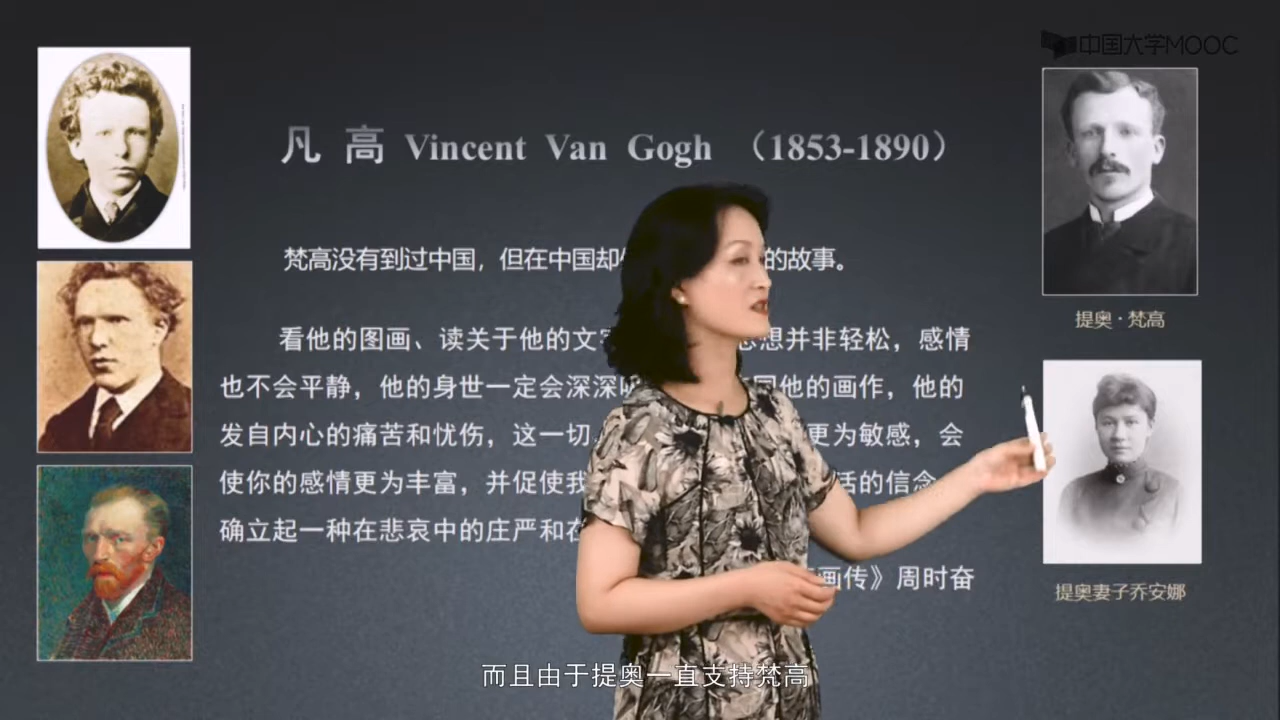 中国大学MOOC
凡 高 Vincent Van Gogh （1853-1890）
梵高没有到过中国，但在中国却 的故事。
看他的图画、读关于他的文 想并非轻松，感情
也不会平静，他的身世一定会深深 他的画作，他的
发自内心的痛苦和忧伤，这一切 更为敏感，会
使你的感情更为丰富，并促使我 的信念
确立起一种在悲哀中的庄严和在
画传》周时奋
提奥·梵高
提奥妻子乔安娜
而且由于提奥一直支持梵高